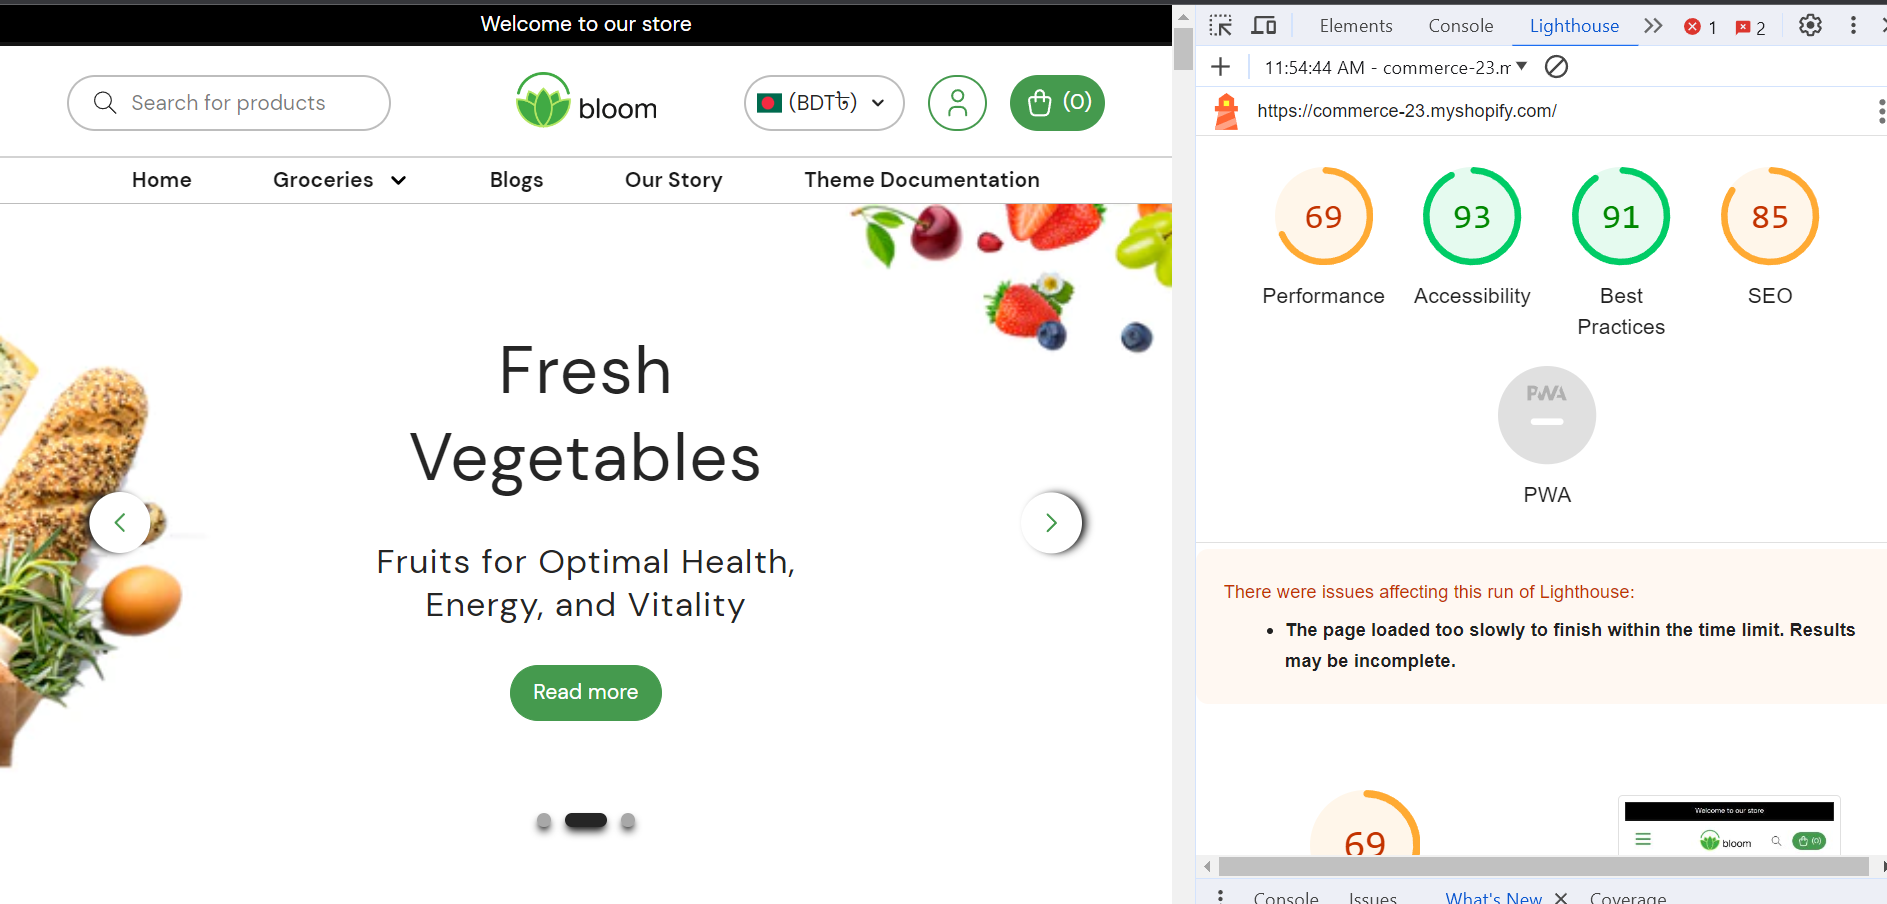 Welcome to our store
Search for products
bloom
(BDT৳)
(0)
Home
Groceries
Blogs
Our Story
Theme Documentation
Fresh
Vegetables
Fruits for Optimal Health,
Energy, and Vitality
Read more
Elements
Console
Lighthouse
1
2
11:54:44 AM - commerce-23.m
https://commerce-23.myshopify.com/
69
93
91
85
Performance
Accessibility
Best
Practices
SEO
PWA
PWA
There were issues affecting this run of Lighthouse:
• The page loaded too slowly to finish within the time limit. Results
may be incomplete.
69
Welcome to our store
bloom
(0)
Console
Issues
What's New
Coverage